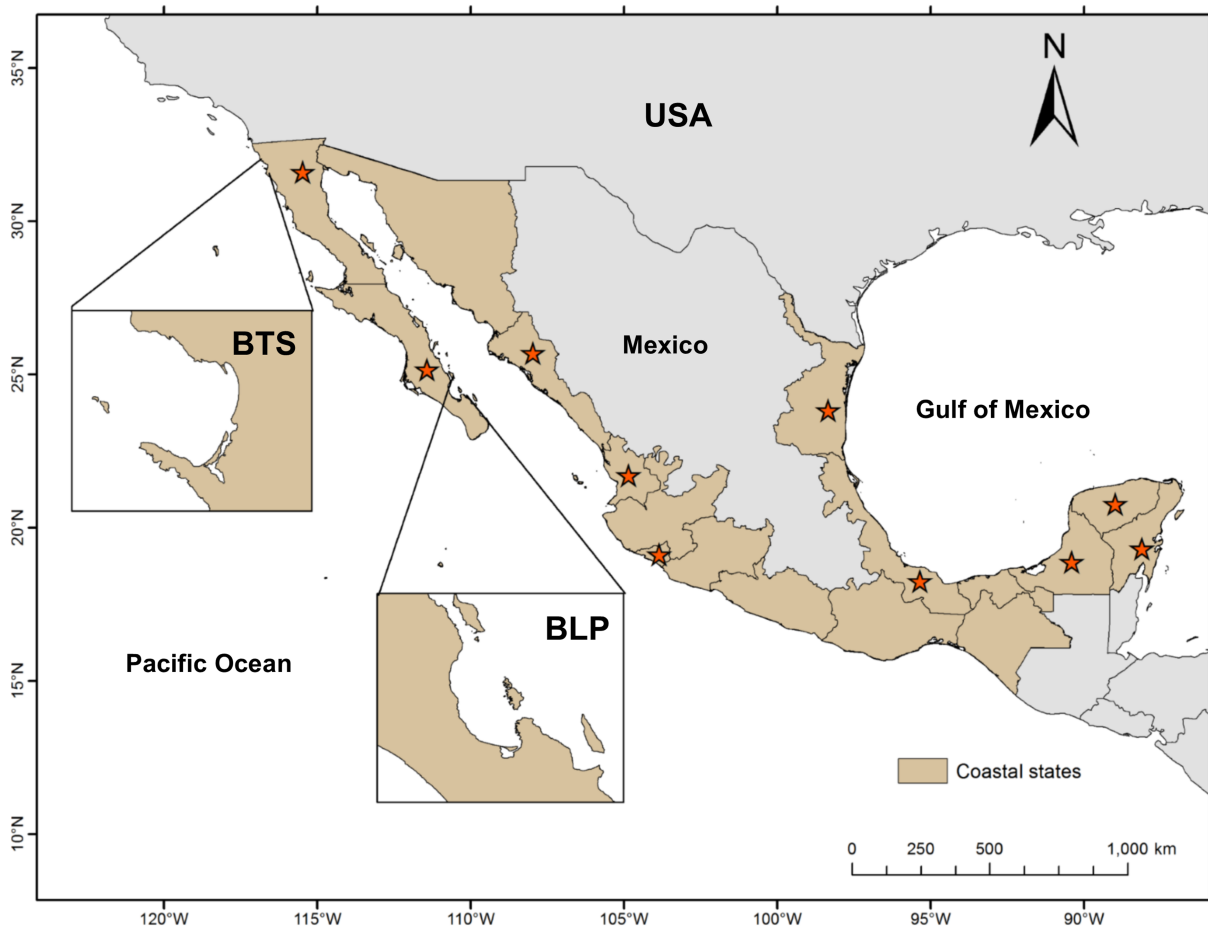 N
USA
35°N
30°N
25°N
20°N
15°N
10°N
BTS
Mexico
Gulf of Mexico
BLP
Pacific Ocean
Coastal states
0 250 500 1,000 km
120°W 115°W 110°W 105°W 100°W 95°W 90°W